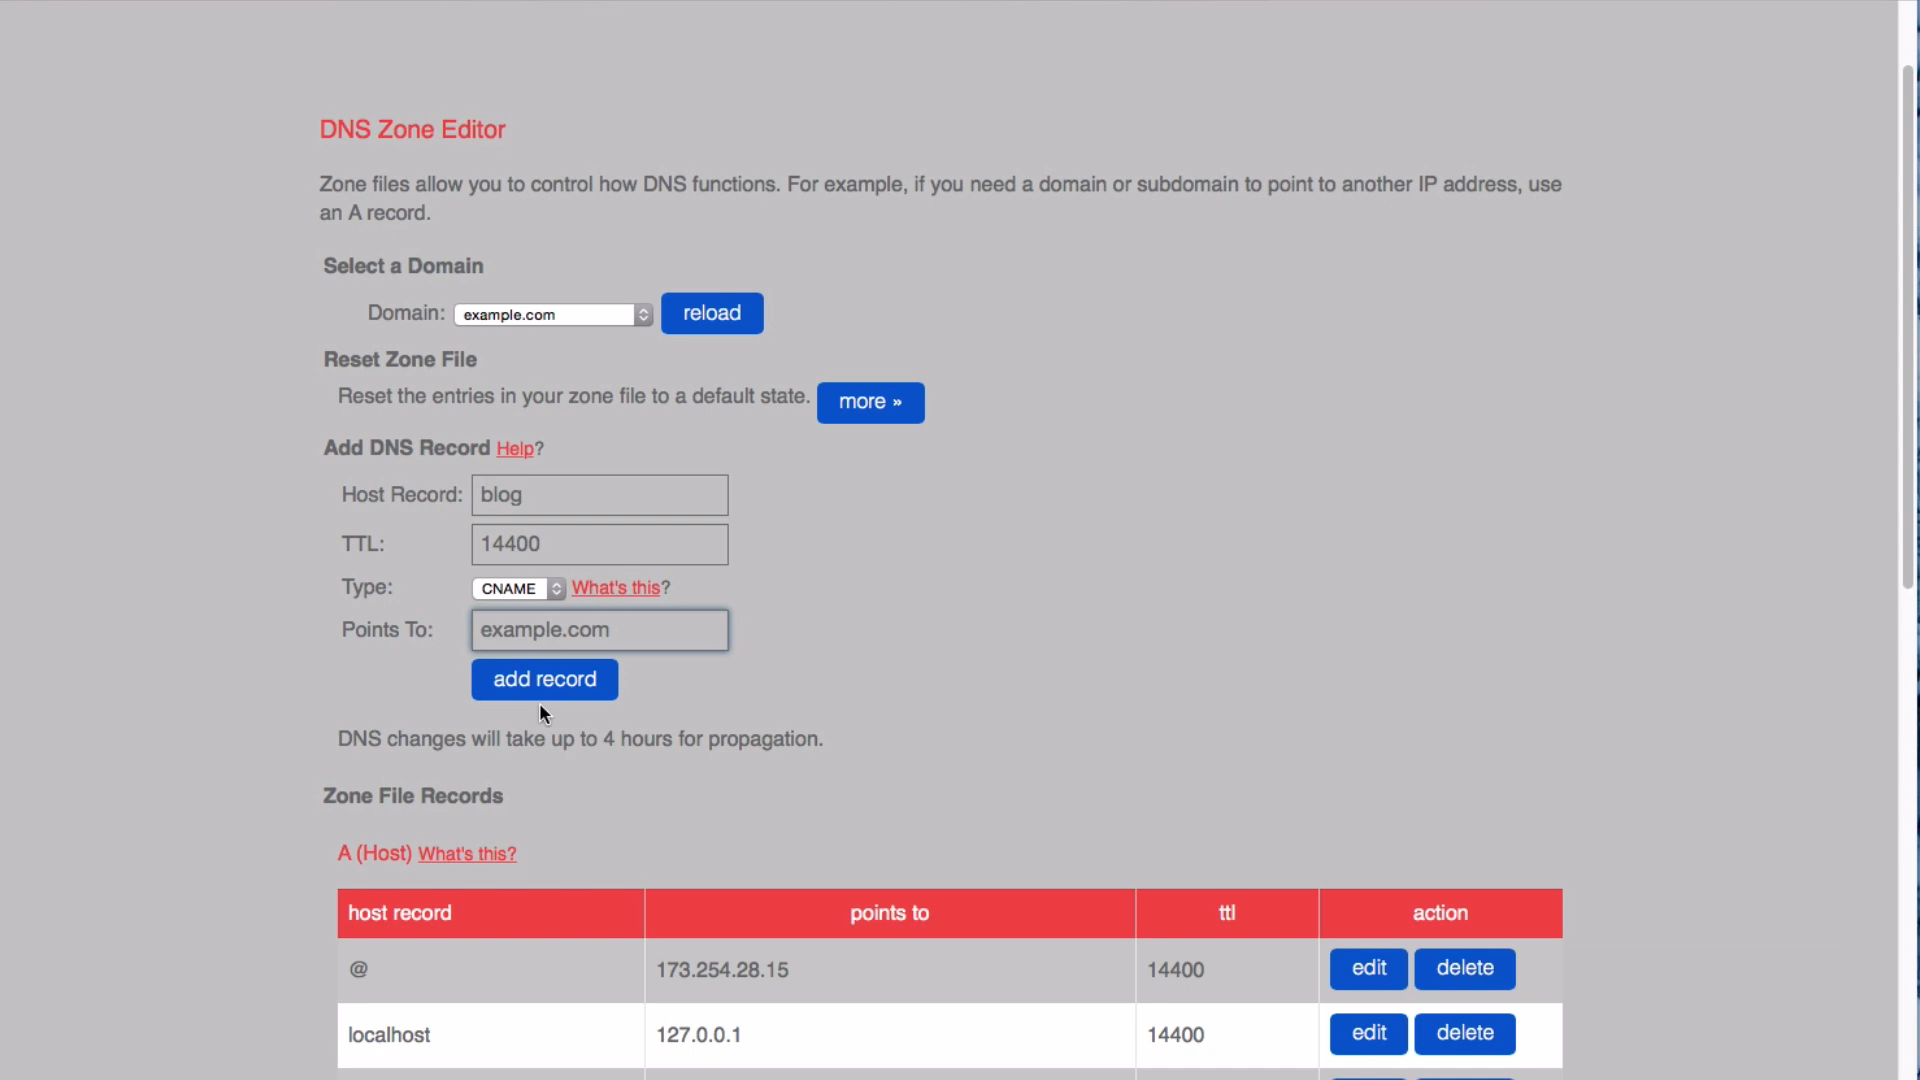 DNS Zone Editor
Zone files allow you to control how DNS functions. For example, if you need a domain or subdomain to point to another IP address, use
an A record.
Select a Domain
Domain: example.com reload
Reset Zone File
Reset the entries in your zone file to a default state. more »
Add DNS Record Help?
Host Record: blog
TTL: 14400
Type: CNAME What's this?
Points To: example.com
add record
DNS changes will take up to 4 hours for propagation.
Zone File Records
A (Host) What's this?
host record points to ttl action
@ 173.254.28.15 14400 edit delete
localhost 127.0.0.1 14400 edit delete